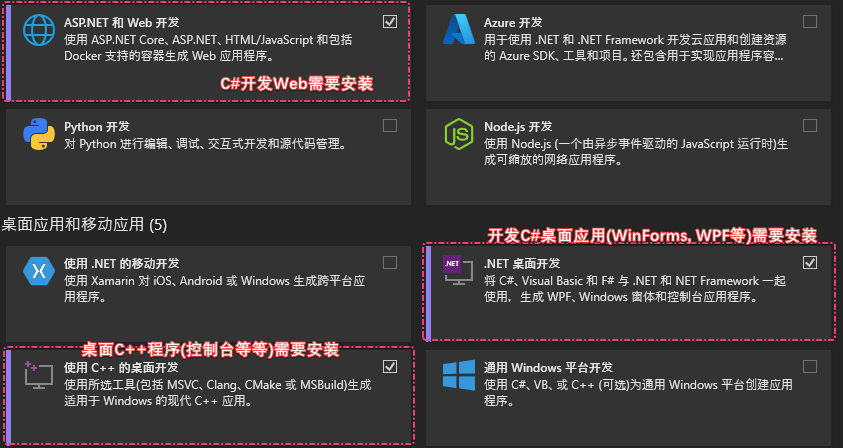 ASP.NET 和 Web 开发
使用 ASP.NET Core、ASP.NET、HTML/JavaScript 和包括
Docker 支持的容器生成 Web 应用程序。
C#开发Web需要安装
Azure 开发
用于使用 .NET 和 .NET Framework 开发云应用和创建资源
的 Azure SDK、工具和项目。还包含用于实现应用程序容...
Python 开发
对 Python 进行编辑、调试、交互式开发和源代码管理。
Node.js 开发
使用 Node.js (一个由异步事件驱动的 JavaScript 运行时)生
成可缩放的网络应用程序。
桌面应用和移动应用 (5)
开发C#桌面应用(WinForms, WPF等)需要安装
使用 .NET 的移动开发
使用 Xamarin 对 iOS、Android 或 Windows 生成跨平台应
用程序。
.NET
.NET 桌面开发
将 C#、Visual Basic 和 F# 与 .NET 和 NET Framework 一起
使用，生成 WPF、Windows 窗体和控制台应用程序。
桌面C++程序(控制台等等)需要安装
使用 C++ 的桌面开发
使用所选工具(包括 MSVC、Clang、CMake 或 MSBuild)生成
适用于 Windows 的现代 C++ 应用。
通用 Windows 平台开发
使用 C#、VB、或 C++ (可选)为通用 Windows 平台创建应用
程序。